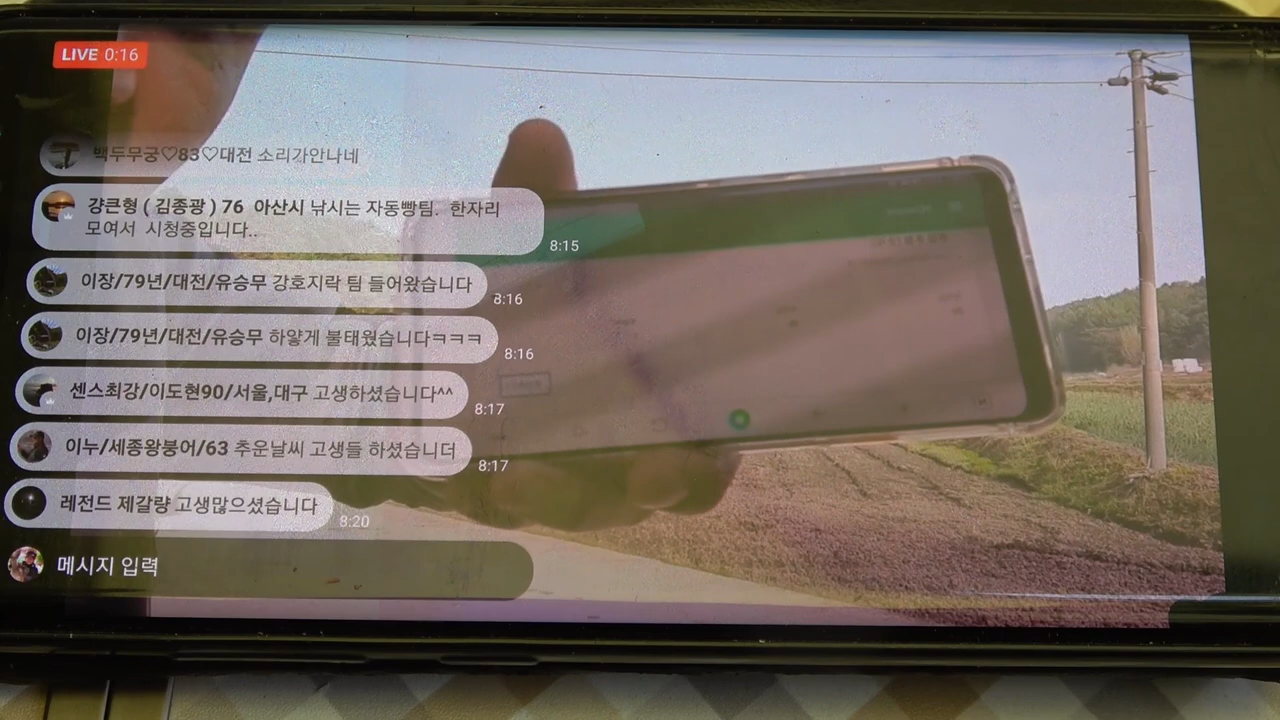 LIVE 0:16
백두무궁♡83♡대전 소리가안나네
걍큰형 ( 김종광 ) 76 아산시 낚시는 자동빵팀. 한자리
모여서 시청중입니다..
8:15
이장/79년/대전/유승무 강호지락 팀 들어왔습니다
8:16
이장/79년/대전/유승무 하얗게 불태웠습니다ㅋㅋㅋ
8:16
센스최강/이도현90/서울,대구 고생하셨습니다^^
8:17
이누/세종왕붕어/63 추운날씨 고생들 하셨습니더
8:17
레전드 제갈량 고생많으셨습니다
8:20
메시지 입력